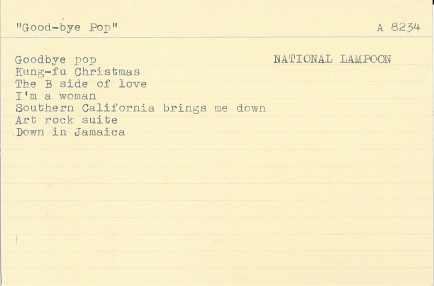 "Good-bye Pop" A 8234
Goodbye pop NATIONAL LAMPOON
Kung-fu Christmas
The B side of love
I'm a woman
Southern California brings me down
Art rock suite
Down in Jamaica